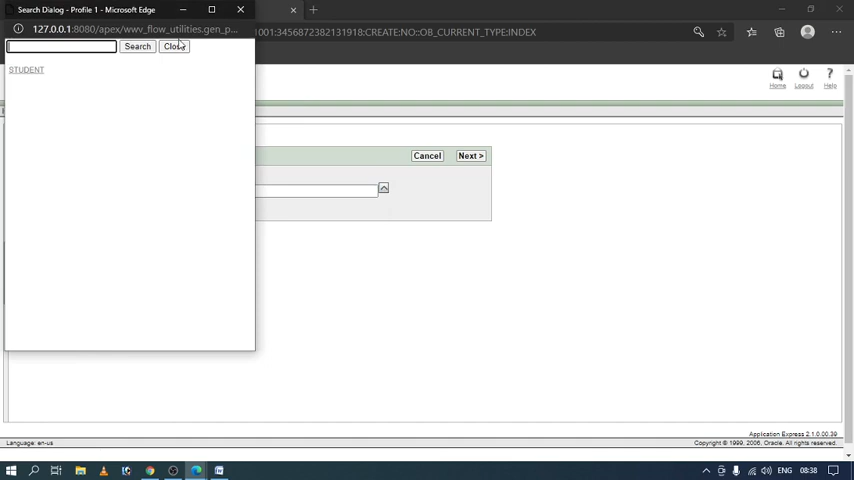 Search Dialog - Profile 1 - Microsoft Edge
127.0.0.1:8080/apex/wwv_flow_utilities.gen_p...
1001:3456872382131918:CREATE:NO::OB_CURRENT_TYPE:INDEX
Search
Close
STUDENT
Home
Logout
Help
Cancel
Next >
Application Express 2.1.0.00.39
Language: en-us
Copyright © 1999, 2006, Oracle. All rights reserved.
ENG
08:38